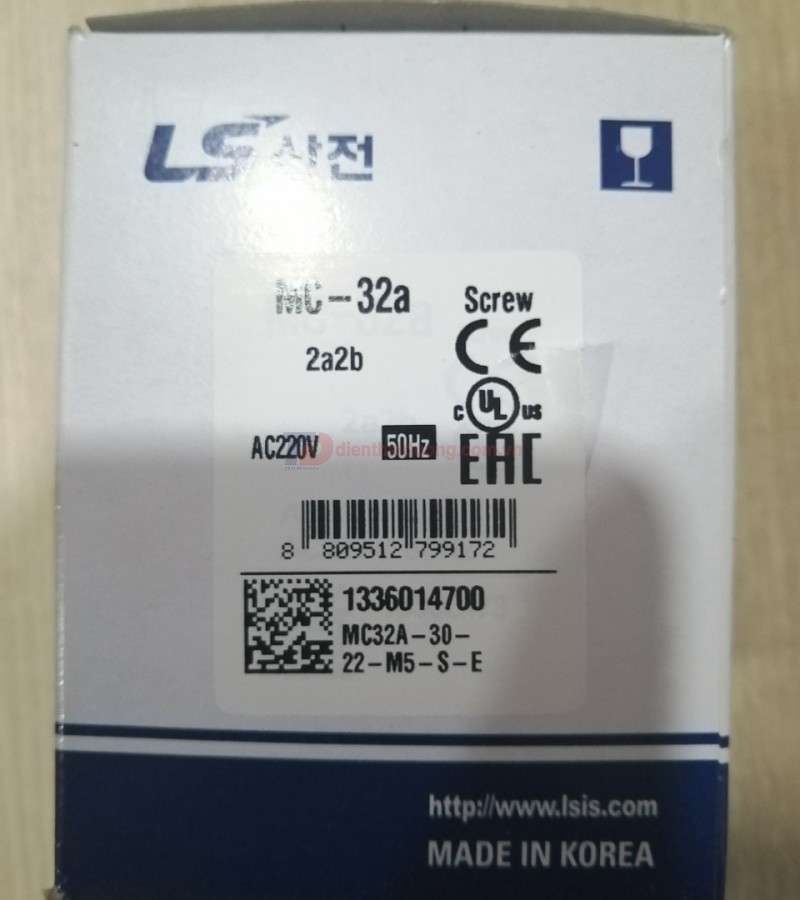 LS산전
MC-32a
Screw
2a2b
CE
c UL us
AC220V
50Hz
EAC
8 809512 799172
1336014700
MC32A-30-
22-M5-S-E
http://www.lsis.com
MADE IN KOREA